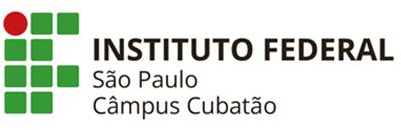 INSTITUTO FEDERAL
São Paulo
Câmpus Cubatão